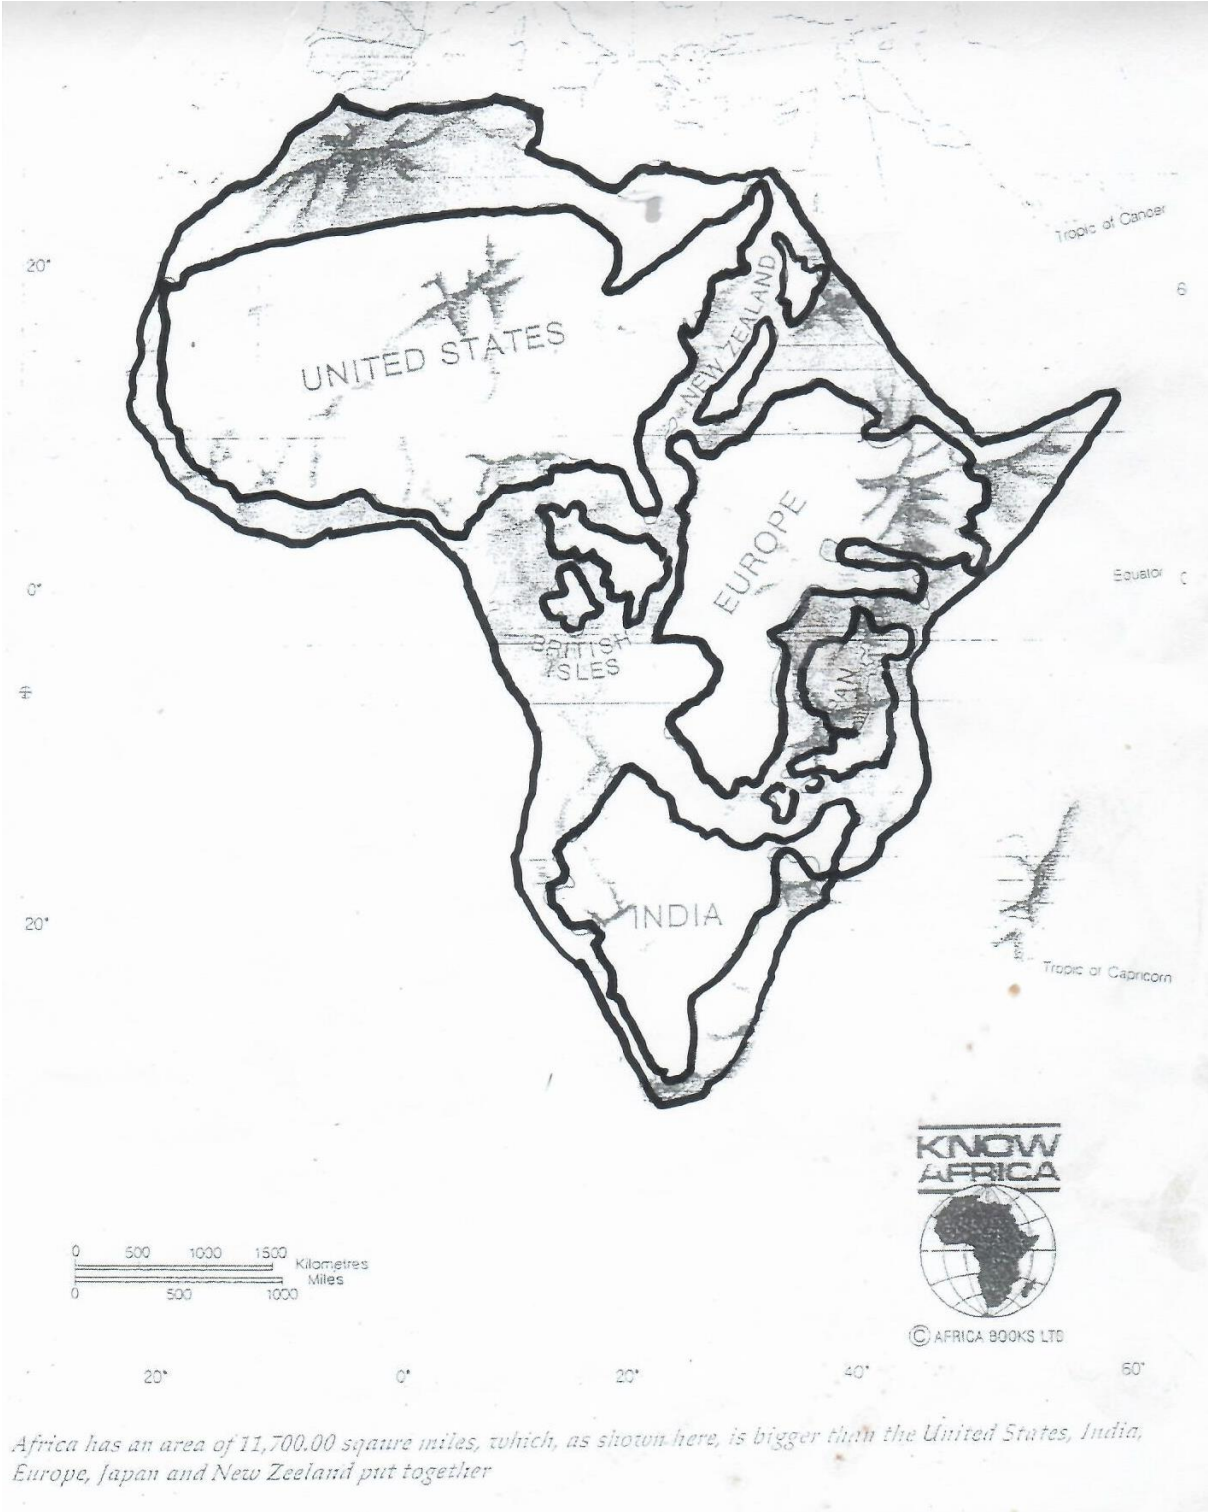 Tropic of Cancer
20°
6
UNITED STATES
NEW ZEALAND
EUROPE
Equator
0°
BRITISH
ISLES
PAN
INDIA
20°
Tropic of Capricorn
KNOW
AFRICA
0 500 1000 1500 Kilometres
Miles
0 500 1000
© AFRICA BOOKS LTD
20° 0° 20° 40° 60°
Africa has an area of 11,700.00 sqaure miles, which, as shown here, is bigger than the United States, India,
Europe, Japan and New Zeeland put together